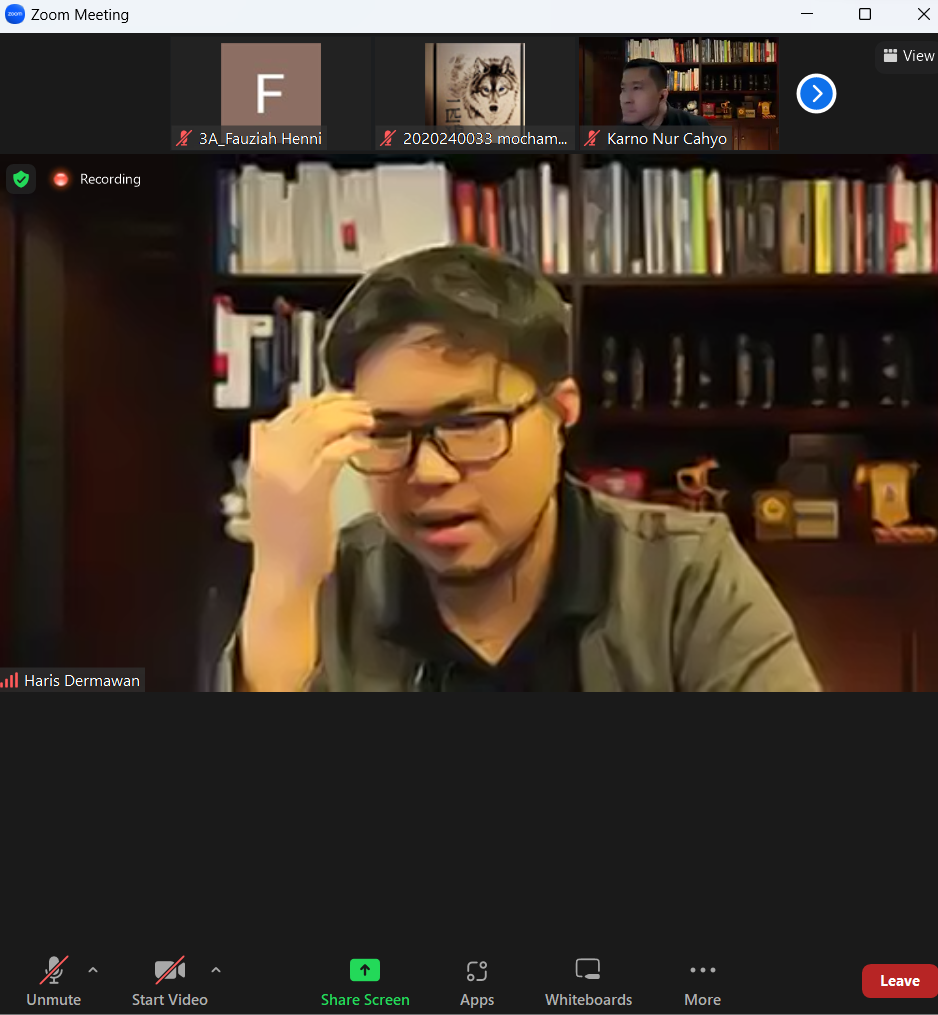 zoom Zoom Meeting
View
F
3A_Fauziah Henni
2020240033 mocham...
Karno Nur Cahyo
Recording
Haris Dermawan
Unmute
Start Video
Share Screen
Apps
Whiteboards
More
Leave